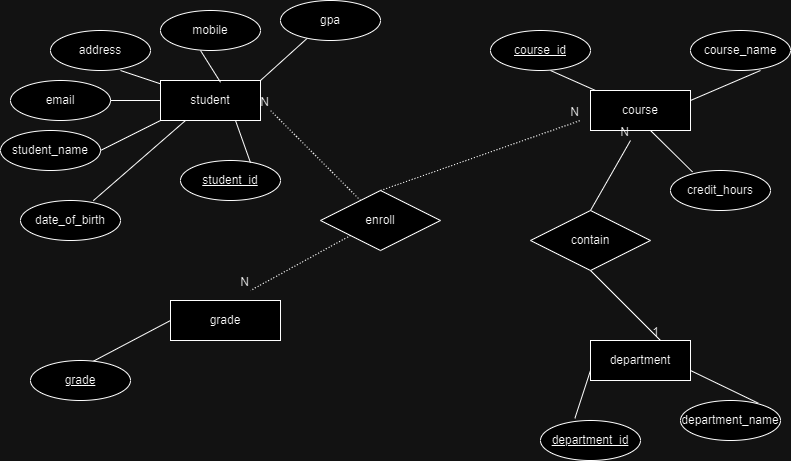 gpa
mobile
address
course_id
course_name
email
student
N
N
course
N
student_name
student_id
credit_hours
date_of_birth
enroll
contain
N
grade
1
department
grade
department_name
department_id